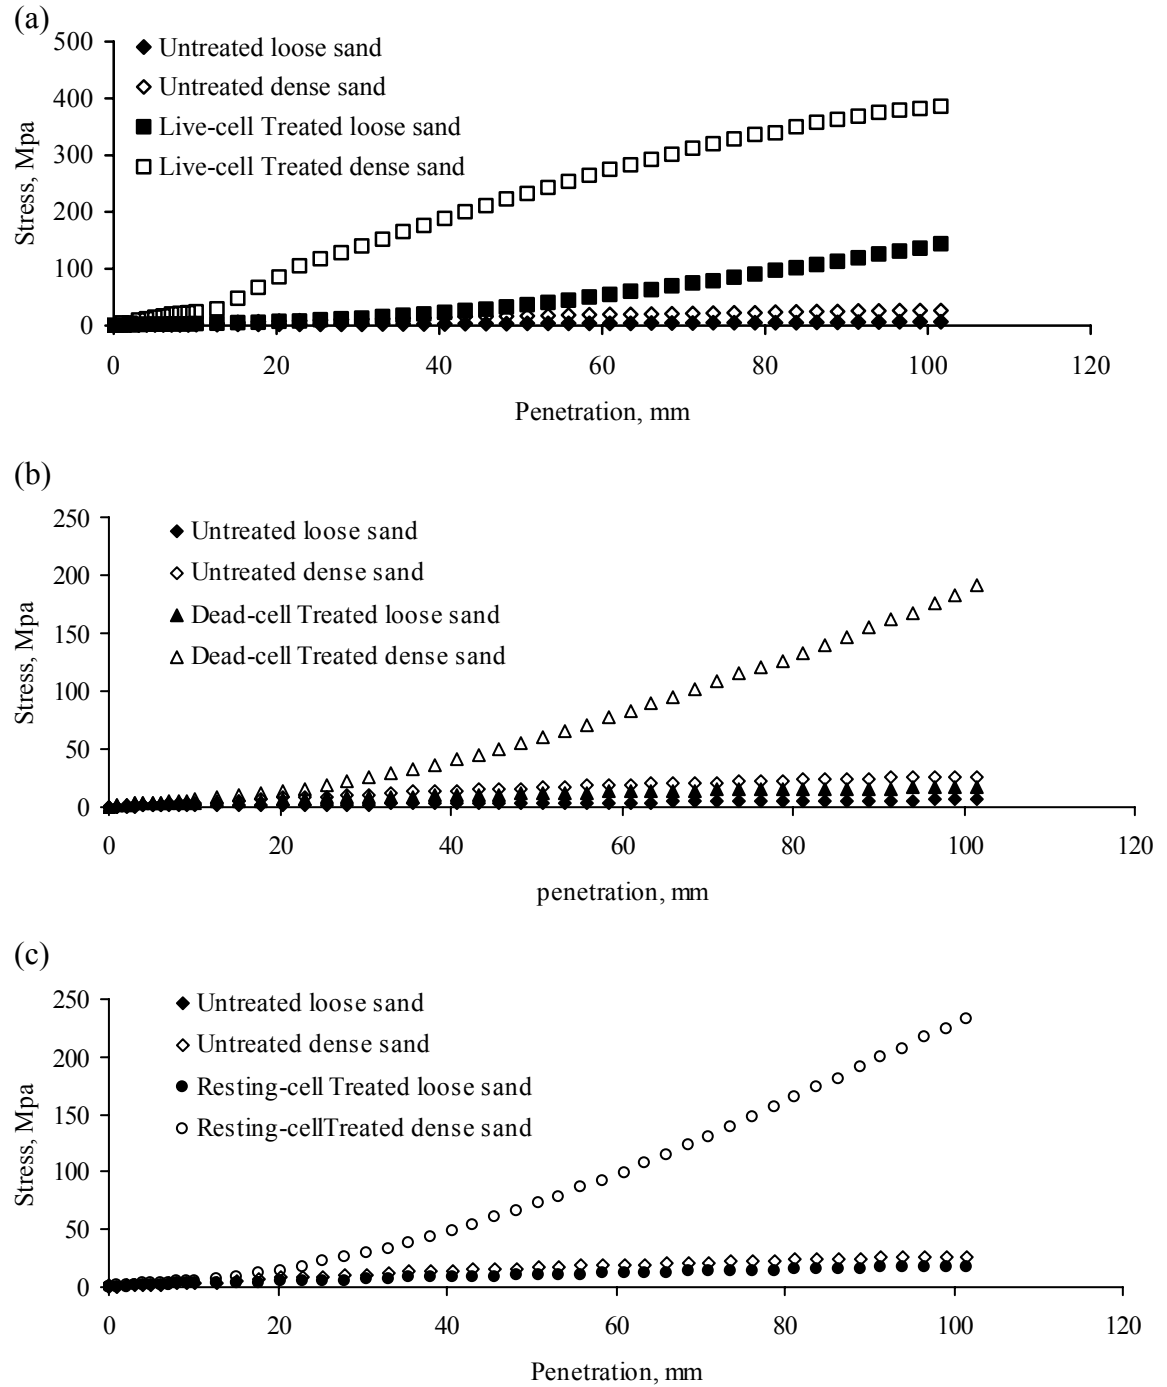 (a)
500
400
300
200
100
0
Stress, Mpa
Untreated loose sand
Untreated dense sand
Live-cell Treated loose sand
Live-cell Treated dense sand
0 20 40 60 80 100 120
Penetration, mm
(b)
250
200
150
100
50
0
Stress, Mpa
Untreated loose sand
Untreated dense sand
Dead-cell Treated loose sand
Dead-cell Treated dense sand
0 20 40 60 80 100 120
penetration, mm
(c)
250
200
150
100
50
0
Stress, Mpa
Untreated loose sand
Untreated dense sand
Resting-cell Treated loose sand
Resting-cellTreated dense sand
0 20 40 60 80 100 120
Penetration, mm